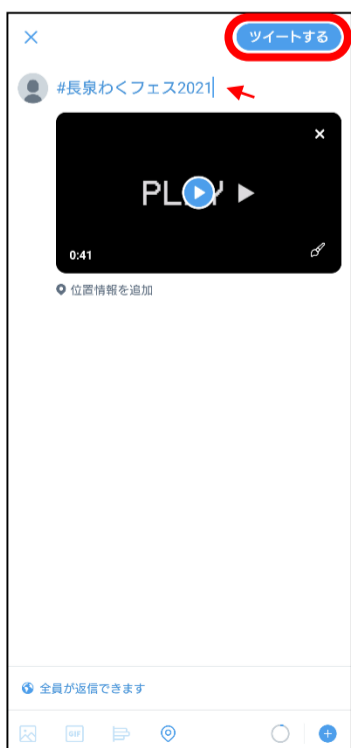 ツイートする
#長泉わくフェス2021
PLAY
0:41
位置情報を追加
全員が返信できます
GIF